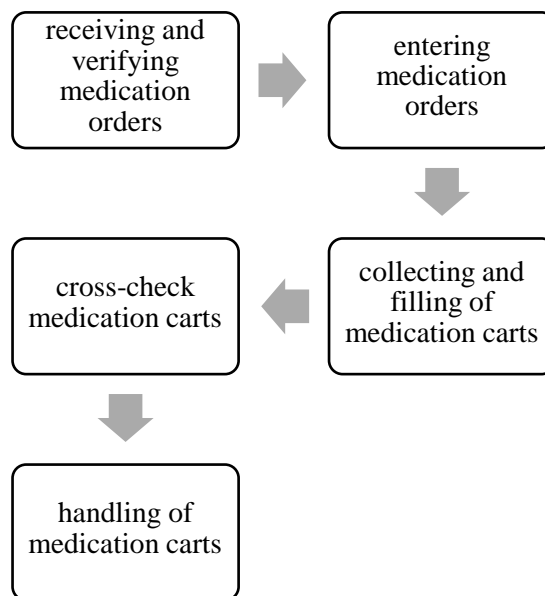 receiving and
verifying
medication
orders
entering
medication
orders
collecting and
filling of
medication carts
cross-check
medication carts
handling of
medication carts